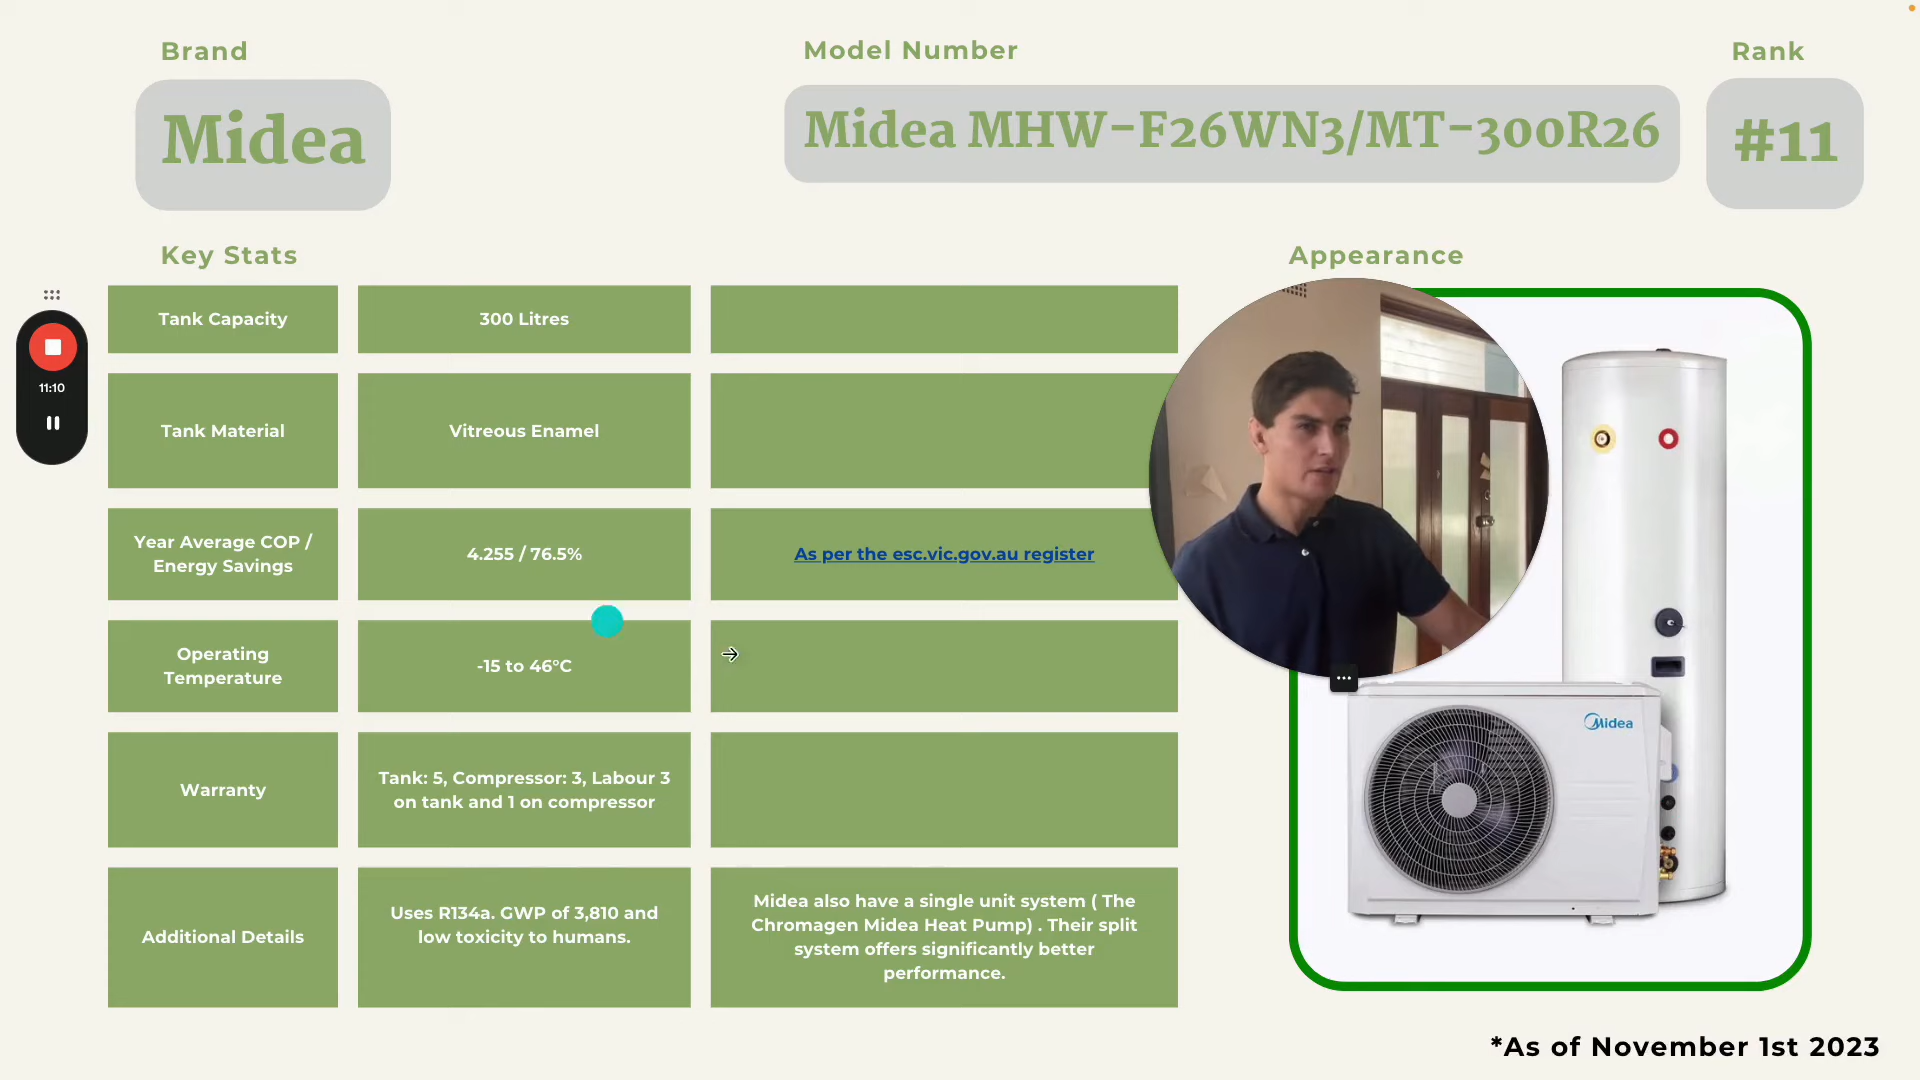 Brand
Model Number
Rank
Midea
Midea MHW-F26WN3/MT-300R26
#11
Key Stats
Appearance
Tank Capacity
300 Litres
Tank Material
Vitreous Enamel
Year Average COP /
Energy Savings
4.255 / 76.5%
As per the esc.vic.gov.au register
Operating
Temperature
-15 to 46°C
Warranty
Tank: 5, Compressor: 3, Labour 3
on tank and 1 on compressor
Additional Details
Uses R134a. GWP of 3,810 and
low toxicity to humans.
Midea also have a single unit system ( The
Chromagen Midea Heat Pump) . Their split
system offers significantly better
performance.
11:10
Midea
*As of November 1st 2023